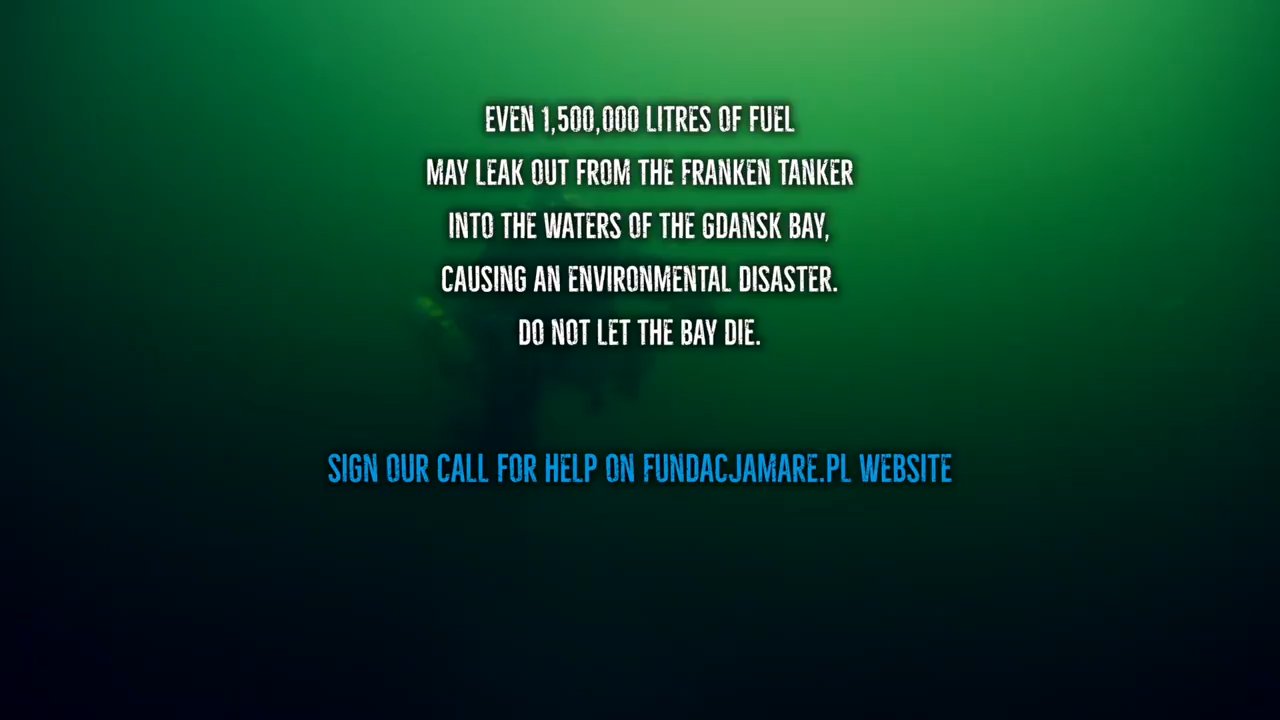 EVEN 1,500,000 LITRES OF FUEL
MAY LEAK OUT FROM THE FRANKEN TANKER
INTO THE WATERS OF THE GDANSK BAY,
CAUSING AN ENVIRONMENTAL DISASTER.
DO NOT LET THE BAY DIE.
SIGN OUR CALL FOR HELP ON FUNDACJAMARE.PL WEBSITE